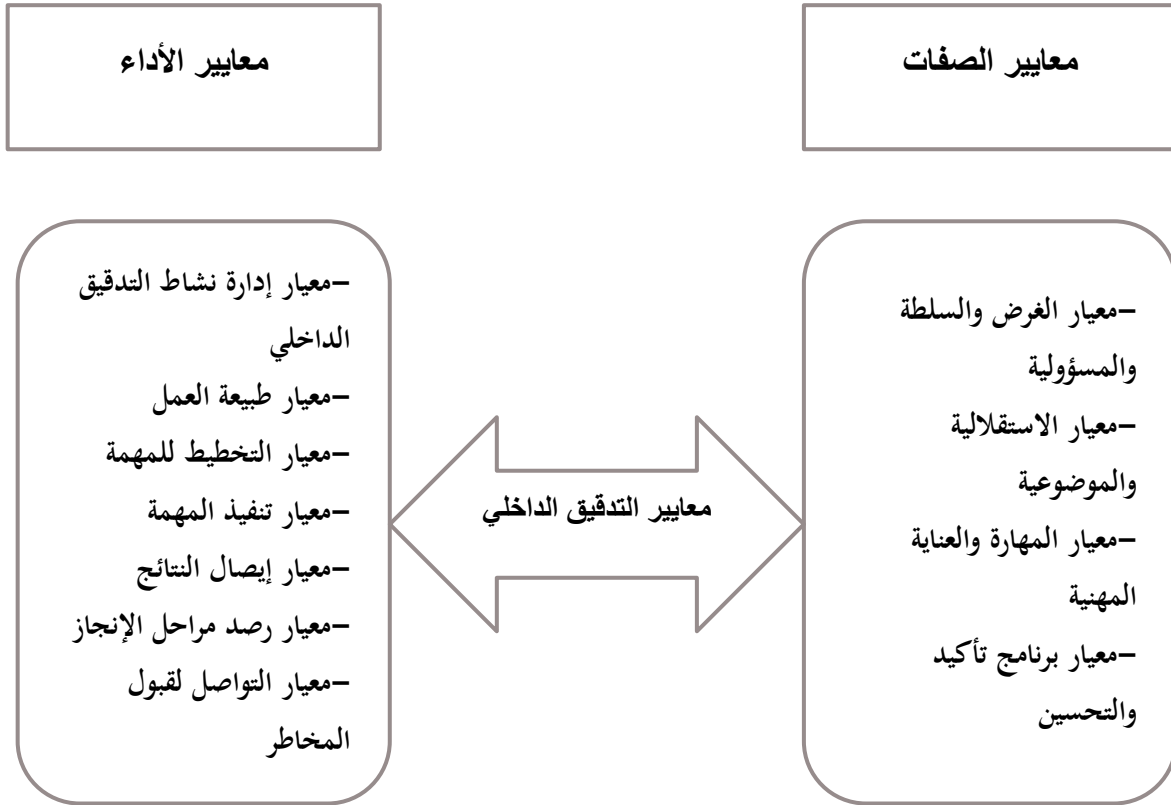 معايير الصفات
معايير الأداء
–معيار الغرض والسلطة
والمسؤولية
–معيار الاستقلالية
والموضوعية
–معيار المهارة والعناية
المهنية
–معيار برنامج تأكيد
والتحسين
معايير التدقيق الداخلي
–معيار إدارة نشاط التدقيق
الداخلي
–معيار طبيعة العمل
–معيار التخطيط للمهمة
–معيار تنفيذ المهمة
–معيار إيصال النتائج
–معيار رصد مراحل الإنجاز
–معيار التواصل لقبول
المخاطر